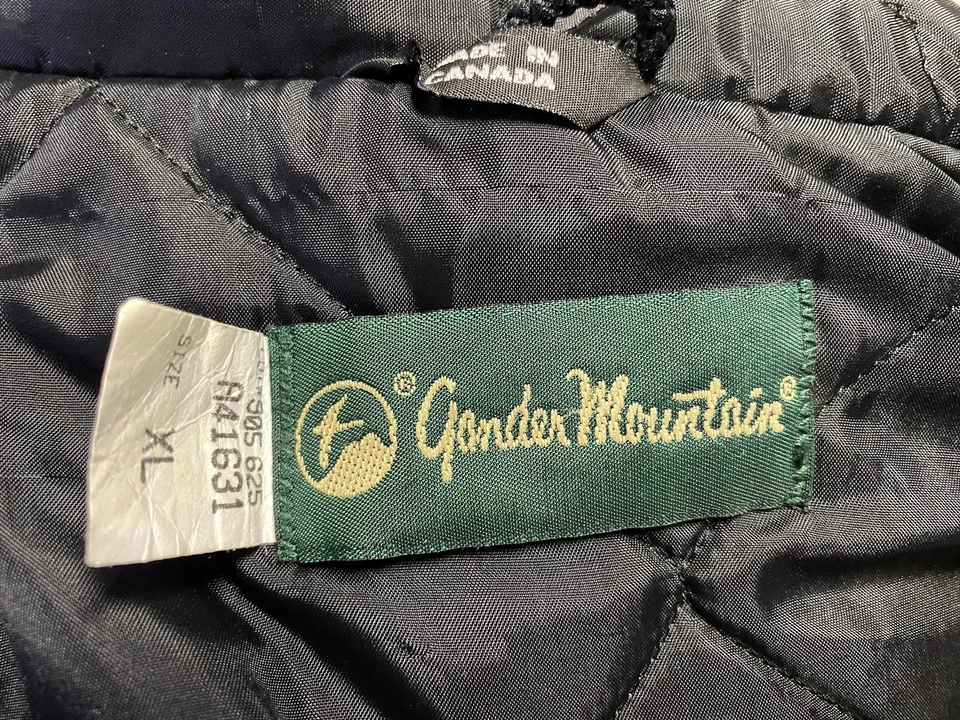 MADE IN
CANADA
® Gander Mountain®
905 625
A41631
SIZE XL